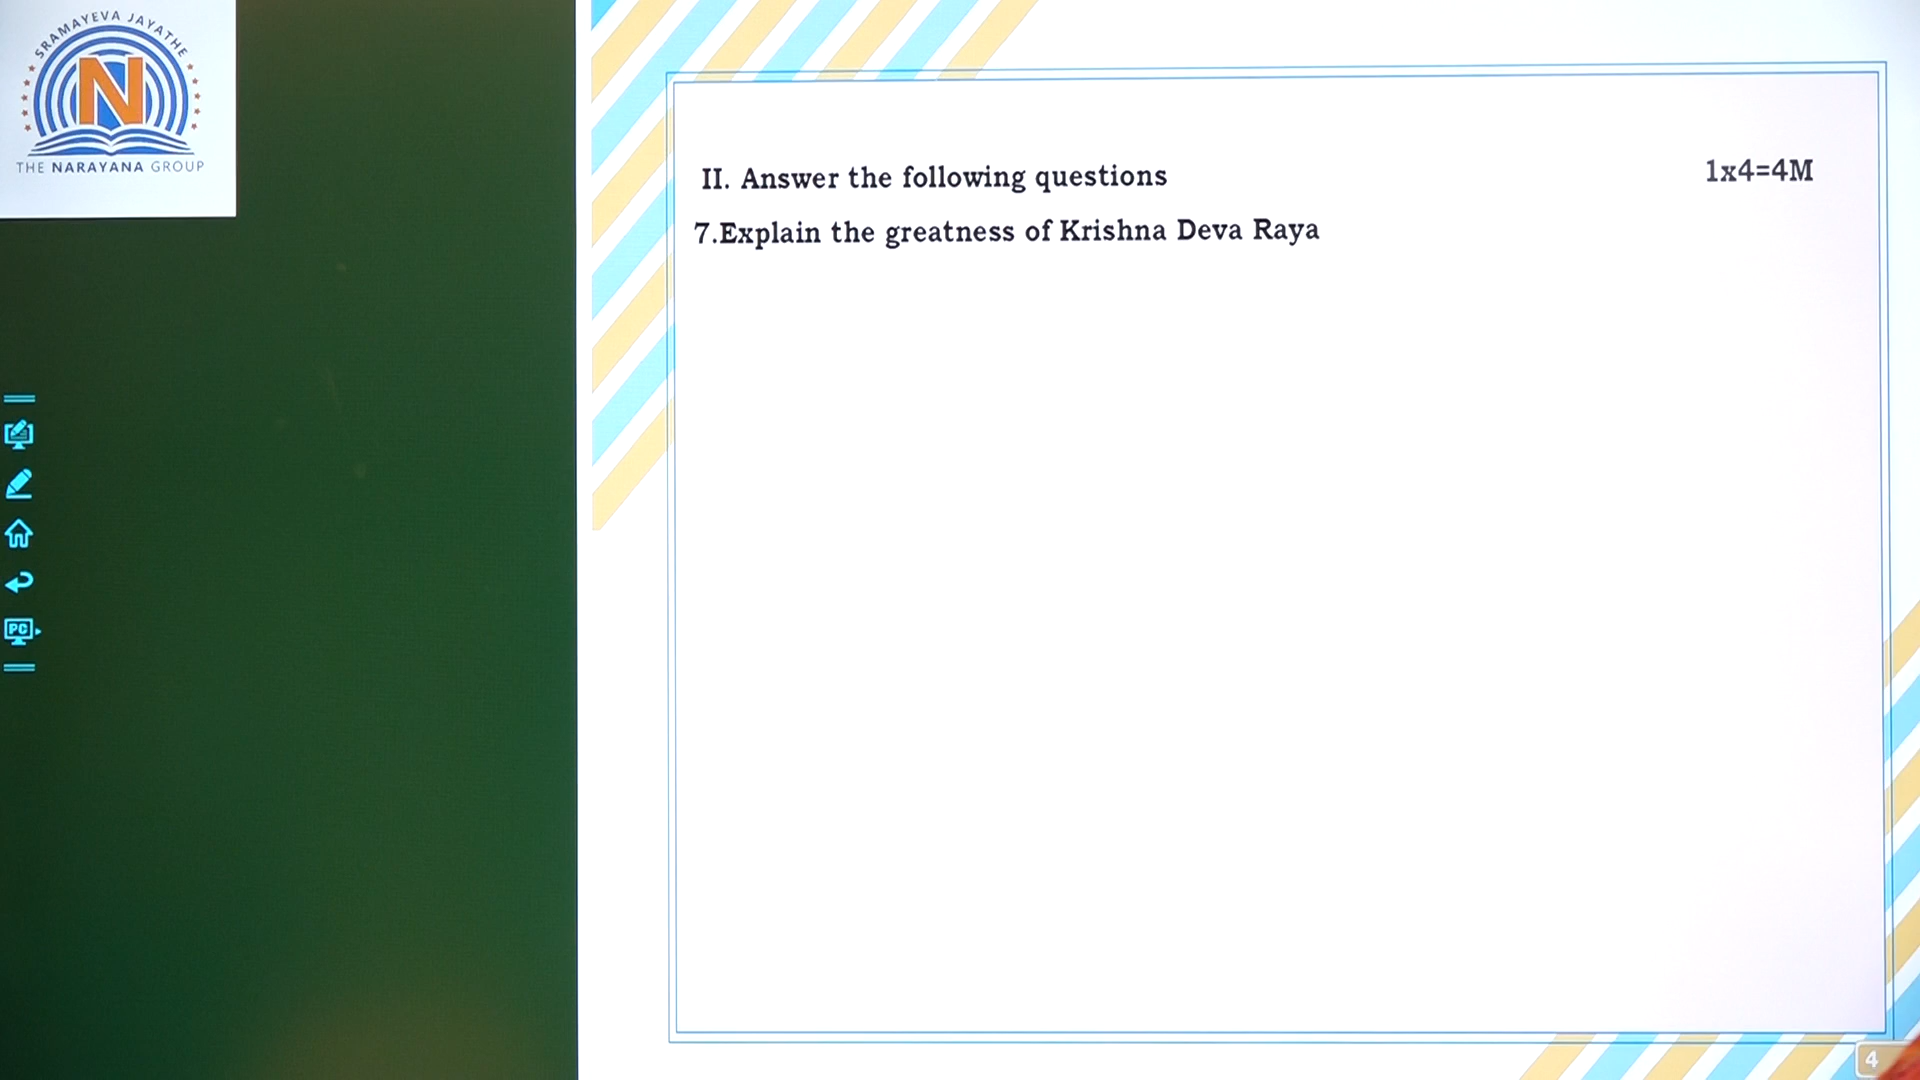 SRAMAYEVA JAYATHE
N
THE NARAYANA GROUP
II. Answer the following questions
1x4=4M
7.Explain the greatness of Krishna Deva Raya
PC
4